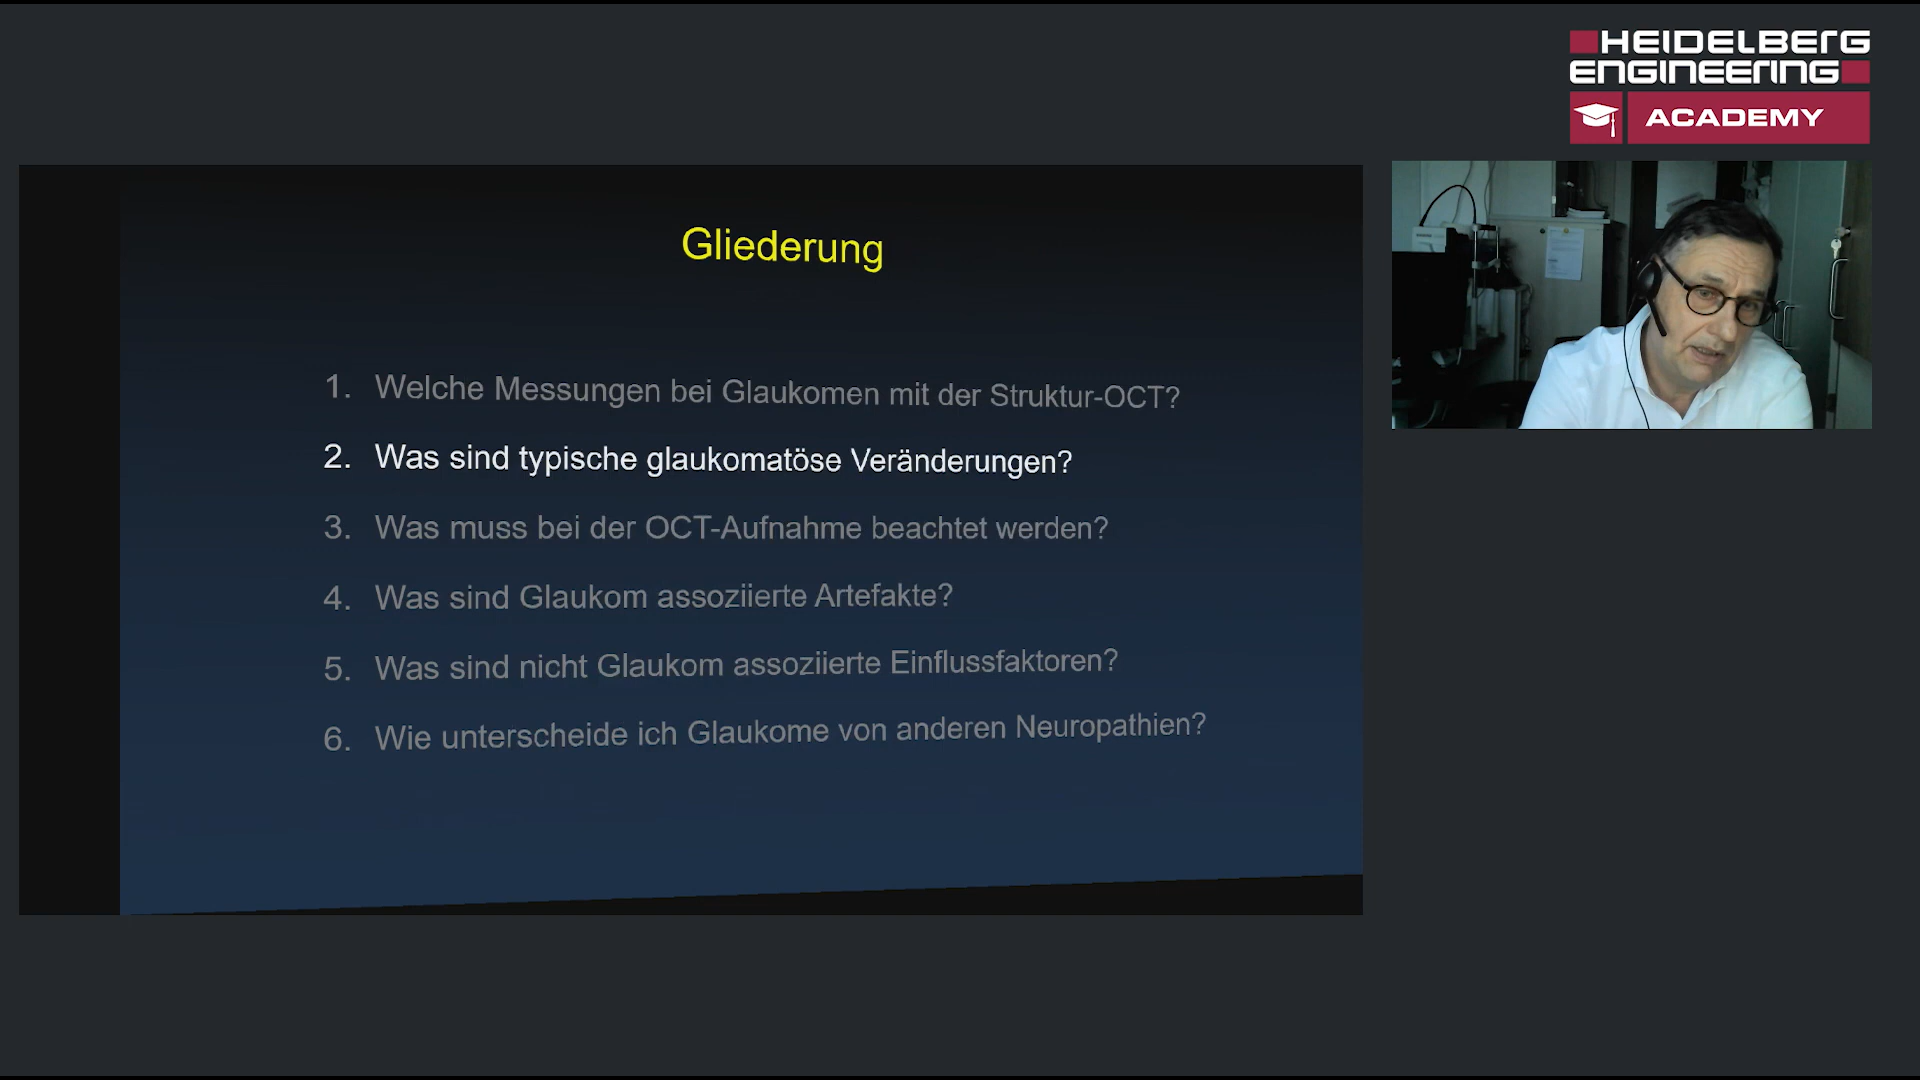 HEIDELBERG
ENGINEERING
ACADEMY
Gliederung
1. Welche Messungen bei Glaukomen mit der Struktur-OCT?
2. Was sind typische glaukomatöse Veränderungen?
3. Was muss bei der OCT-Aufnahme beachtet werden?
4. Was sind Glaukom assoziierte Artefakte?
5. Was sind nicht Glaukom assoziierte Einflussfaktoren?
6. Wie unterscheide ich Glaukome von anderen Neuropathien?